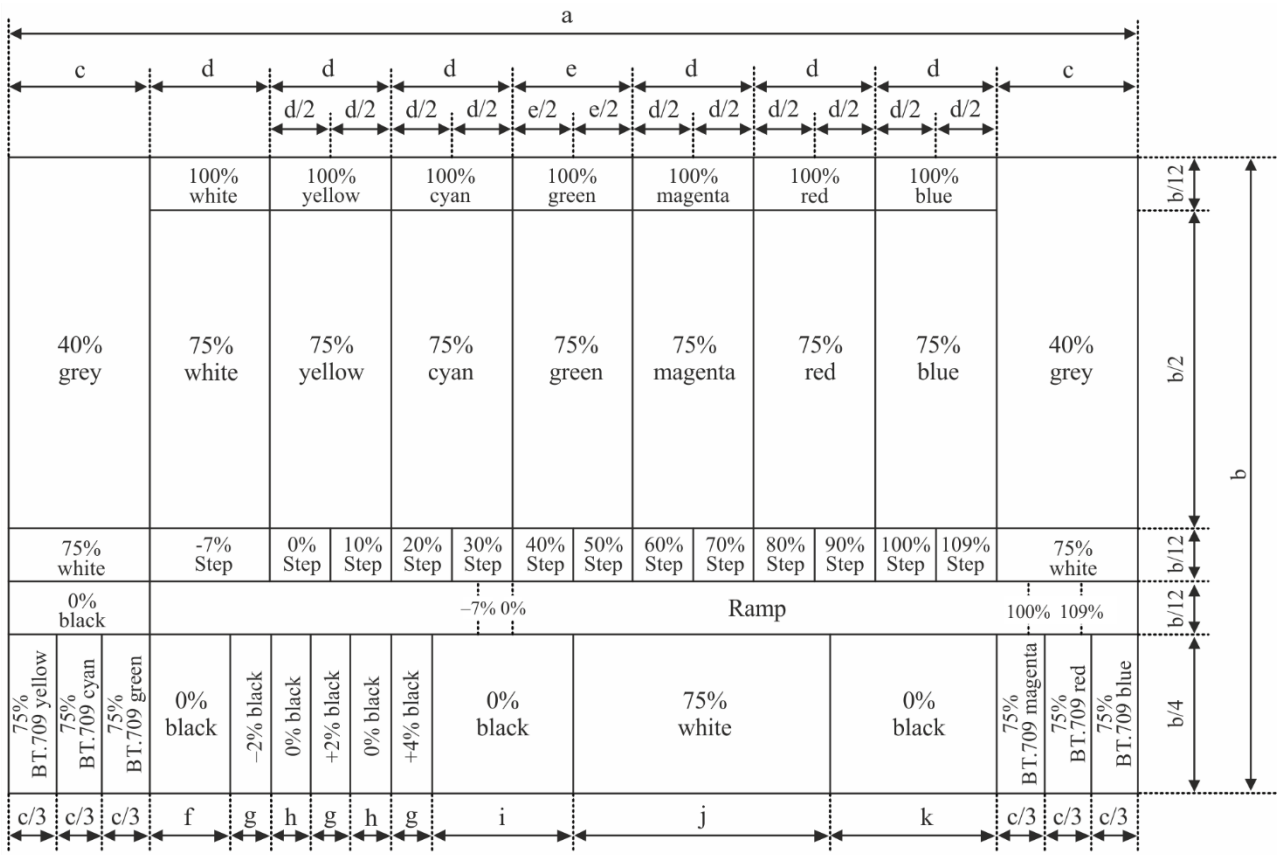 a
c d d d e d d d c
d/2 d/2 d/2 d/2 e/2 e/2 d/2 d/2 d/2 d/2 d/2 d/2
100% 100% 100% 100% 100% 100% 100%
white yellow cyan green magenta red blue
b/12
40% 75% 75% 75% 75% 75% 75% 75% 40%
grey white yellow cyan green magenta red blue grey
b/2
b
75% -7% 0% 10% 20% 30% 40% 50% 60% 70% 80% 90% 100% 109% 75%
white Step Step Step Step Step Step Step Step Step Step Step Step Step white
b/12
0%
black
–7% 0% Ramp 100% 109%
b/12
75%
BT.709 yellow
75%
BT.709 cyan
75%
BT.709 green
0%
black
–2% black
0% black
+2% black
0% black
+4% black
0%
black
75%
white
0%
black
75%
BT.709 magenta
75%
BT.709 red
75%
BT.709 blue
b/4
c/3 c/3 c/3 f g h g h g i j k c/3 c/3 c/3